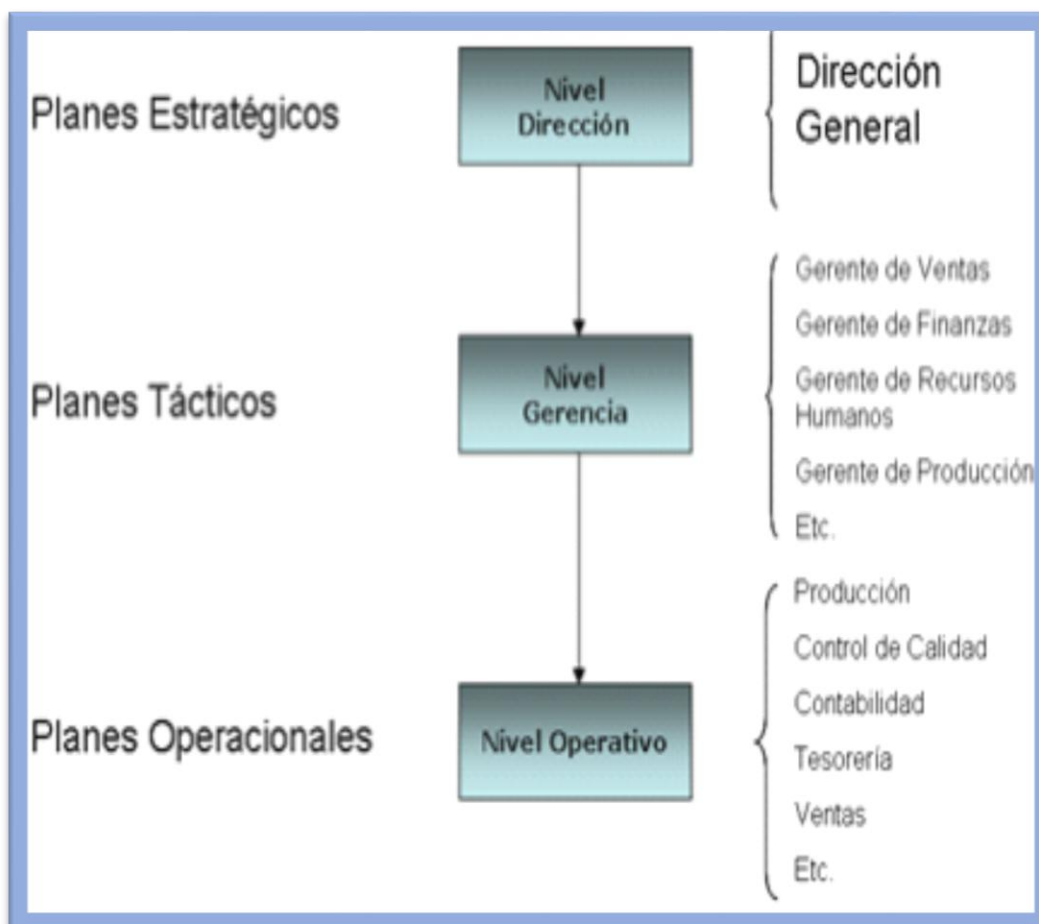 Planes Estratégicos
Nivel
Dirección
Dirección
General
Planes Tácticos
Nivel
Gerencia
Gerente de Ventas
Gerente de Finanzas
Gerente de Recursos
Humanos
Gerente de Producción
Etc.
Planes Operacionales
Nivel Operativo
Producción
Control de Calidad
Contabilidad
Tesorería
Ventas
Etc.